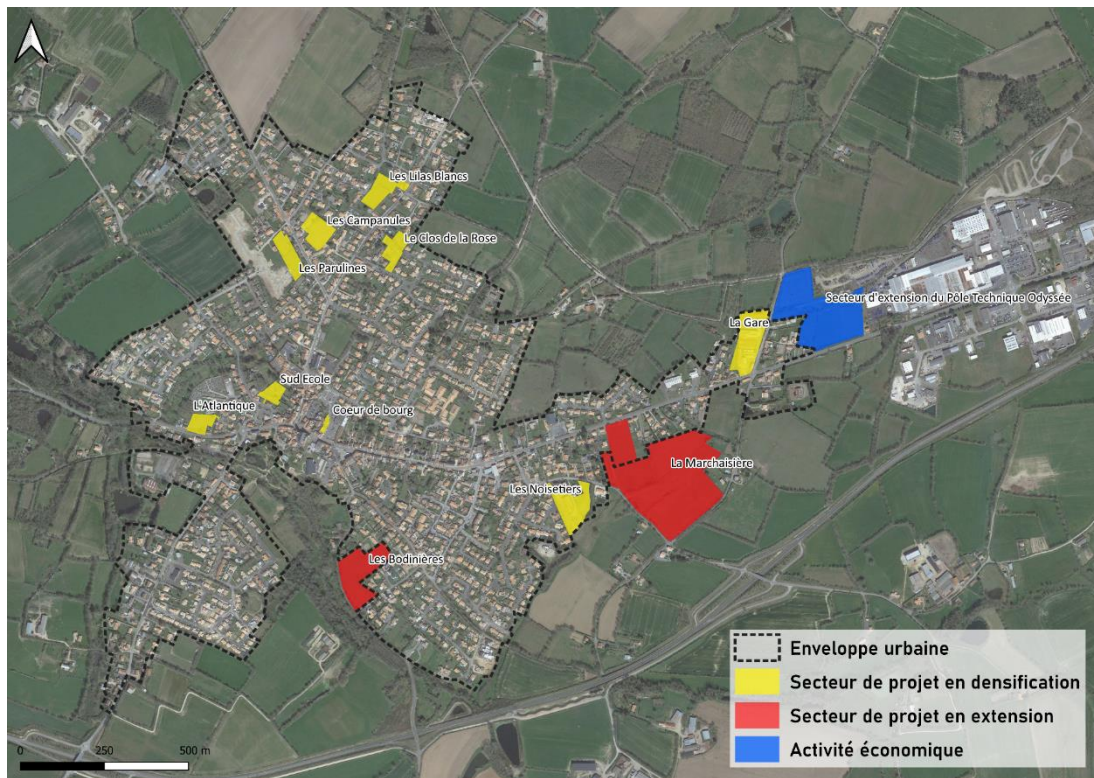 Les Lilas Blancs
Les Campanules
Le Clos de la Rose
Les Parulines
Secteur d'extension du Pôle Technique Odyssée
La Gare
Sud Ecole
L'Atlantique
Coeur de bourg
La Marchaisière
Les Noisetiers
Les Bodinières
Enveloppe urbaine
Secteur de projet en densification
Secteur de projet en extension
Activité économique
0 250 500 m